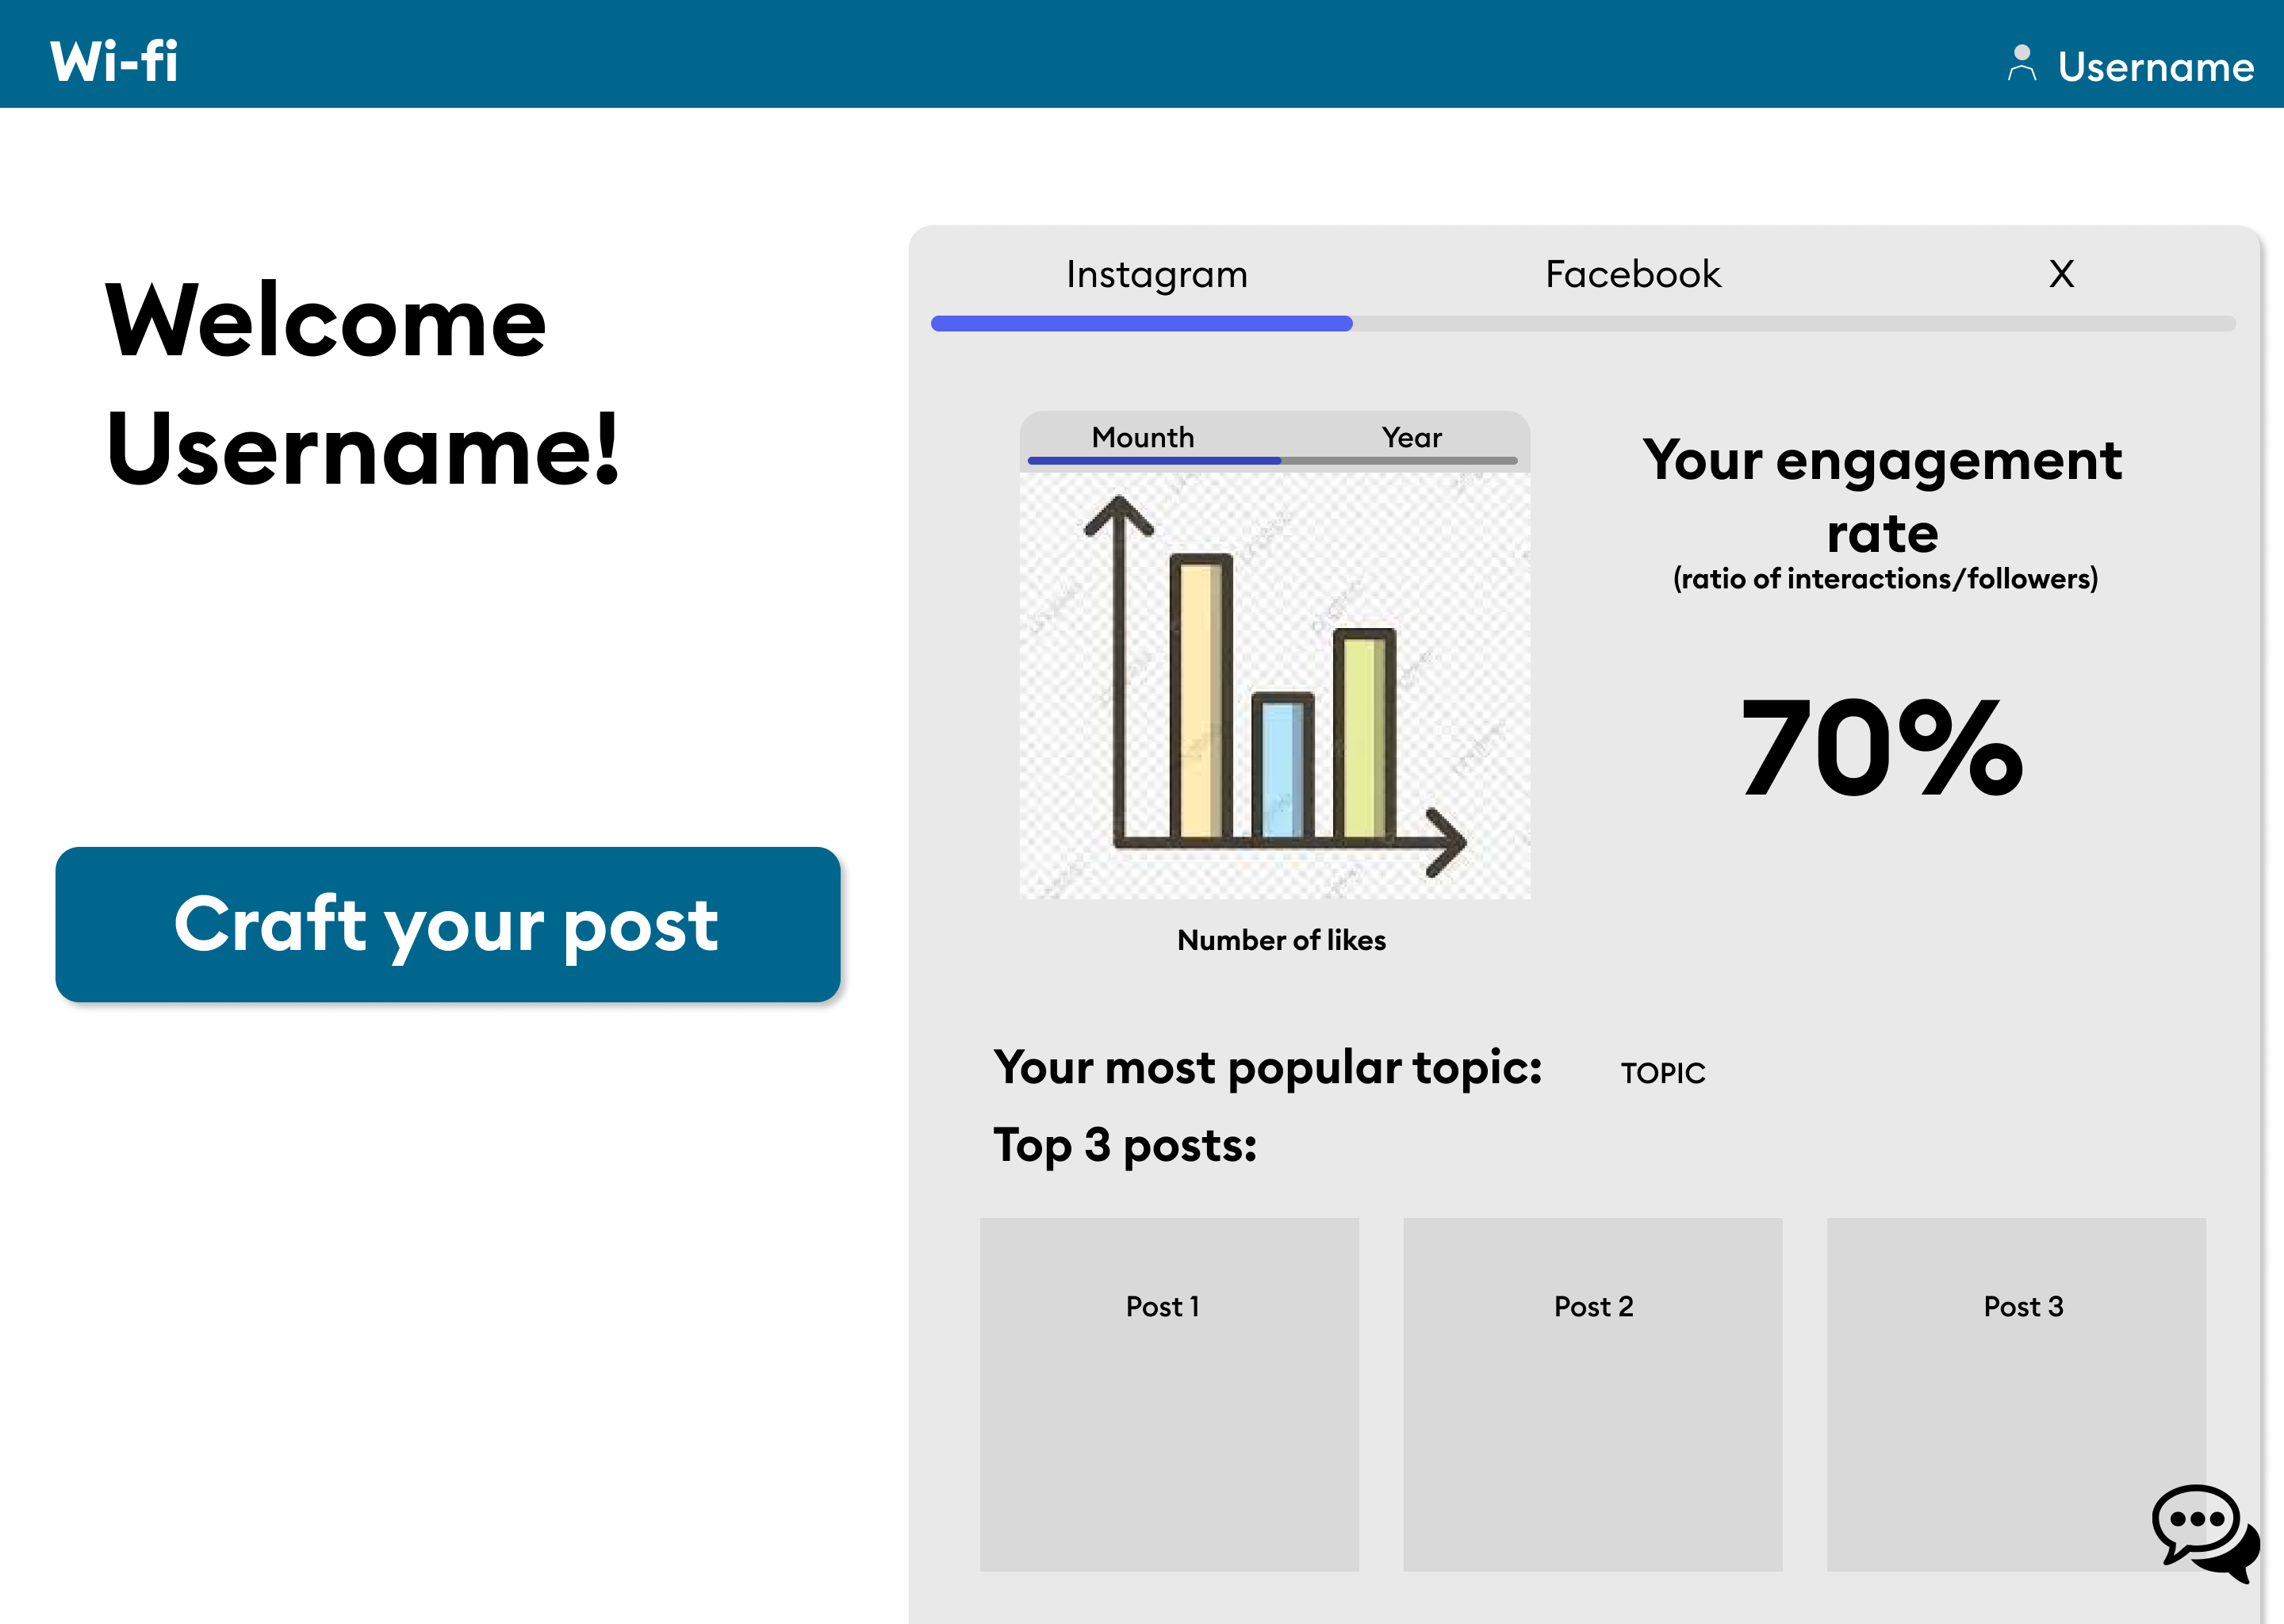 Wi-fi
Username
Welcome
Username!
Craft your post
Instagram Facebook X
Mounth Year
Your engagement
rate
(ratio of interactions/followers)
70%
Number of likes
Your most popular topic: TOPIC
Top 3 posts:
Post 1 Post 2 Post 3